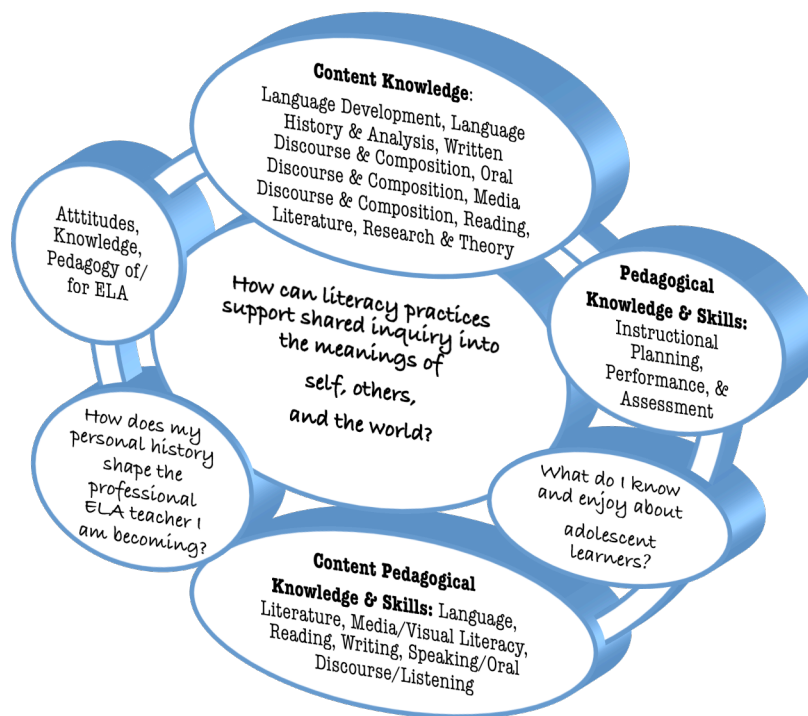 Content Knowledge:
Language Development, Language
History & Analysis, Written
Discourse & Composition, Oral
Discourse & Composition, Media
Discourse & Composition, Reading,
Literature, Research & Theory
Atttitudes,
Knowledge,
Pedagogy of/
for ELA
How can literacy practices
support shared inquiry into
the meanings of
self, others,
and the world?
Pedagogical
Knowledge & Skills:
Instructional
Planning,
Performance, &
Assessment
How does my
personal history
shape the
professional
ELA teacher I
am becoming?
What do I know
and enjoy about
adolescent
learners?
Content Pedagogical
Knowledge & Skills: Language,
Literature, Media/Visual Literacy,
Reading, Writing, Speaking/Oral
Discourse/Listening